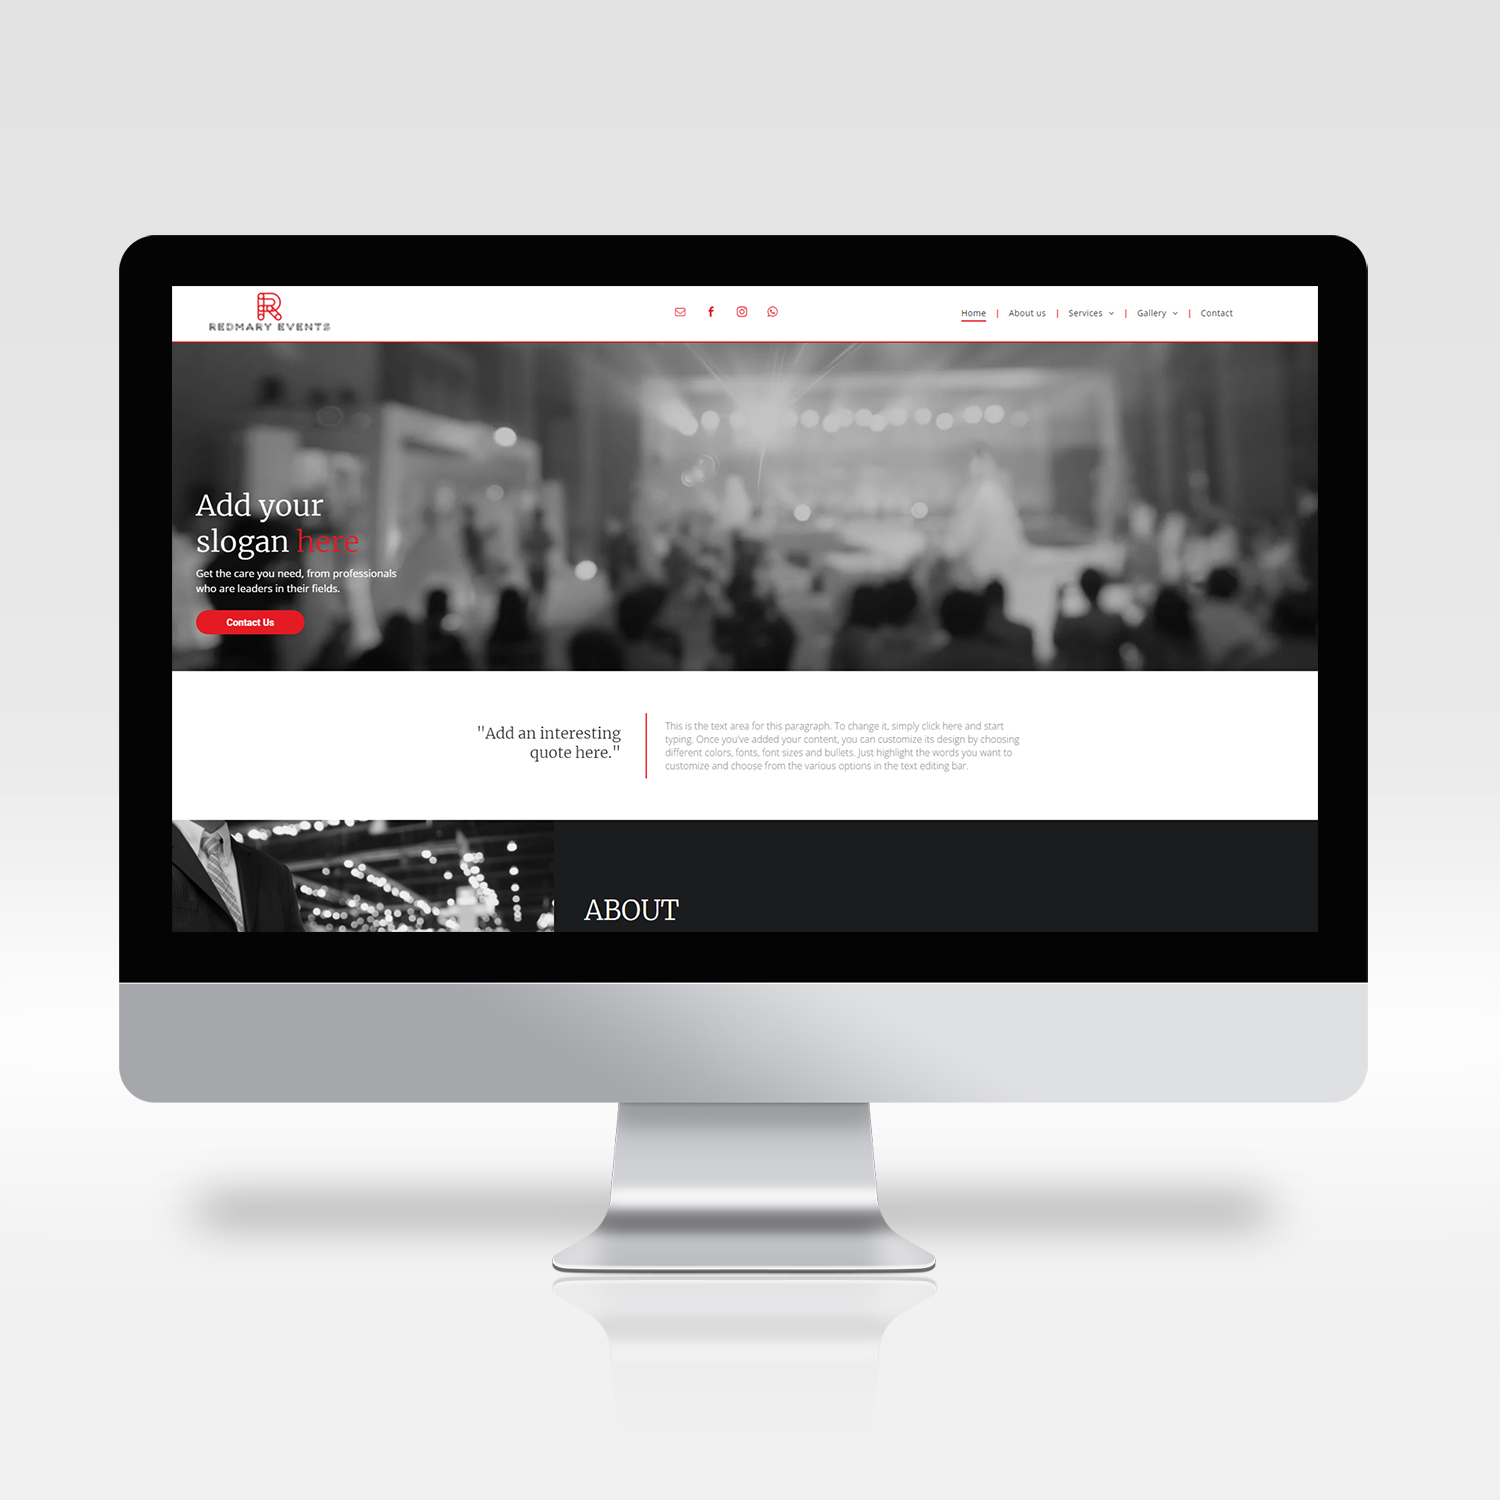 REDMARY EVENTS
Home | About us | Services | Gallery | Contact
Add your
slogan here
Get the care you need, from professionals
who are leaders in their fields.
Contact Us
"Add an interesting
quote here."
This is the text area for this paragraph. To change it, simply click here and start
typing. Once you've added your content, you can customize its design by choosing
different colors, fonts, font sizes and bullets. Just highlight the words you want to
customize and choose from the various options in the text editing bar.
ABOUT